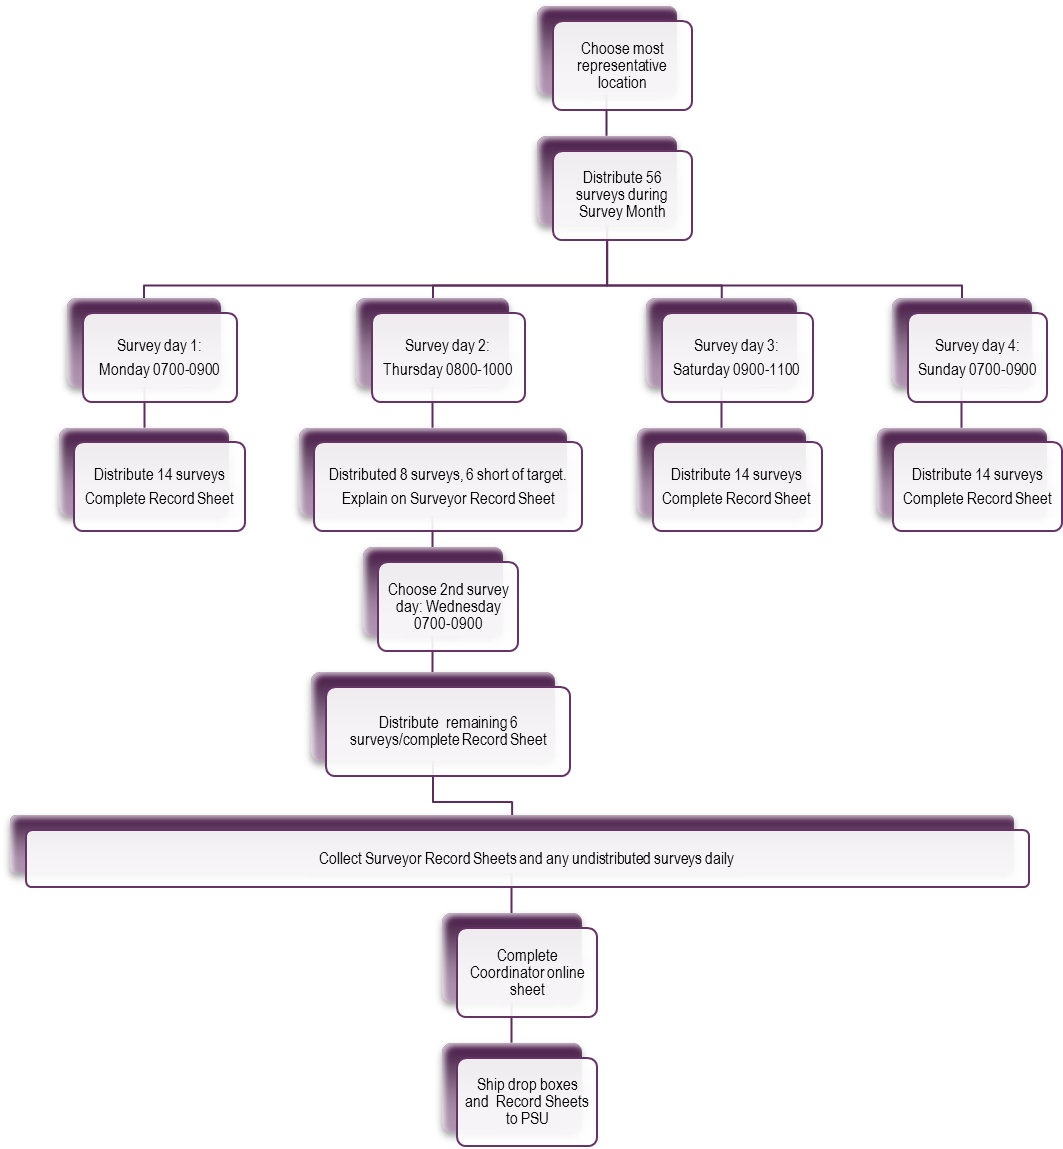 Choose most
representative
location
Distribute 56
surveys during
Survey Month
Survey day 1:
Monday 0700-0900
Survey day 2:
Thursday 0800-1000
Survey day 3:
Saturday 0900-1100
Survey day 4:
Sunday 0700-0900
Distribute 14 surveys
Complete Record Sheet
Distributed 8 surveys, 6 short of target.
Explain on Surveyor Record Sheet
Distribute 14 surveys
Complete Record Sheet
Distribute 14 surveys
Complete Record Sheet
Choose 2nd survey
day: Wednesday
0700-0900
Distribute remaining 6
surveys/complete Record Sheet
Collect Surveyor Record Sheets and any undistributed surveys daily
Complete
Coordinator online
sheet
Ship drop boxes
and Record Sheets
to PSU